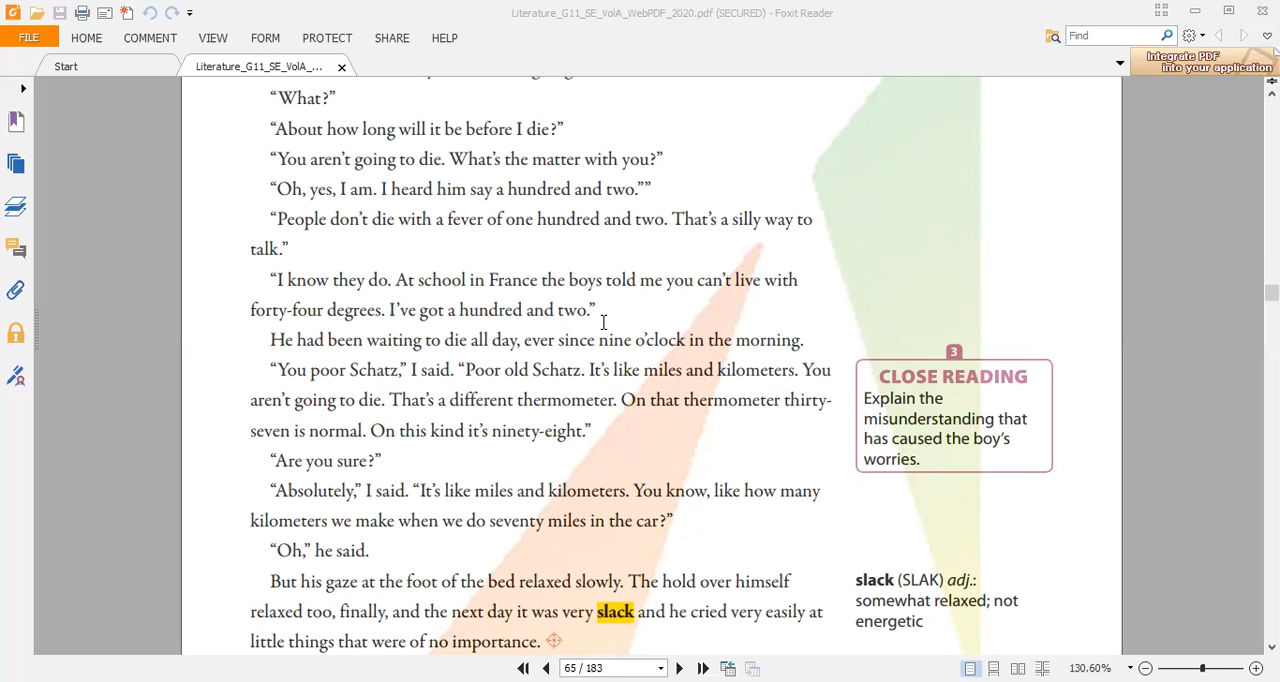 Literature_G11_SE_VolA_WebPDF_2020.pdf (SECURED) - Foxit Reader
FILE HOME COMMENT VIEW FORM PROTECT SHARE HELP
Find
Start
Literature_G11_SE_VolA_...
Integrate PDF
into your application
“What?”
“About how long will it be before I die?”
“You aren’t going to die. What’s the matter with you?”
“Oh, yes, I am. I heard him say a hundred and two.””
“People don’t die with a fever of one hundred and two. That’s a silly way to
talk.”
“I know they do. At school in France the boys told me you can’t live with
forty-four degrees. I’ve got a hundred and two.”
He had been waiting to die all day, ever since nine o’clock in the morning.
“You poor Schatz,” I said. “Poor old Schatz. It’s like miles and kilometers. You
aren’t going to die. That’s a different thermometer. On that thermometer thirty-
seven is normal. On this kind it’s ninety-eight.”
“Are you sure?”
“Absolutely,” I said. “It’s like miles and kilometers. You know, like how many
kilometers we make when we do seventy miles in the car?”
“Oh,” he said.
But his gaze at the foot of the bed relaxed slowly. The hold over himself
relaxed too, finally, and the next day it was very slack and he cried very easily at
little things that were of no importance.
3
CLOSE READING
Explain the
misunderstanding that
has caused the boy’s
worries.
slack (SLAK) adj.:
somewhat relaxed; not
energetic
65 / 183
130.60%